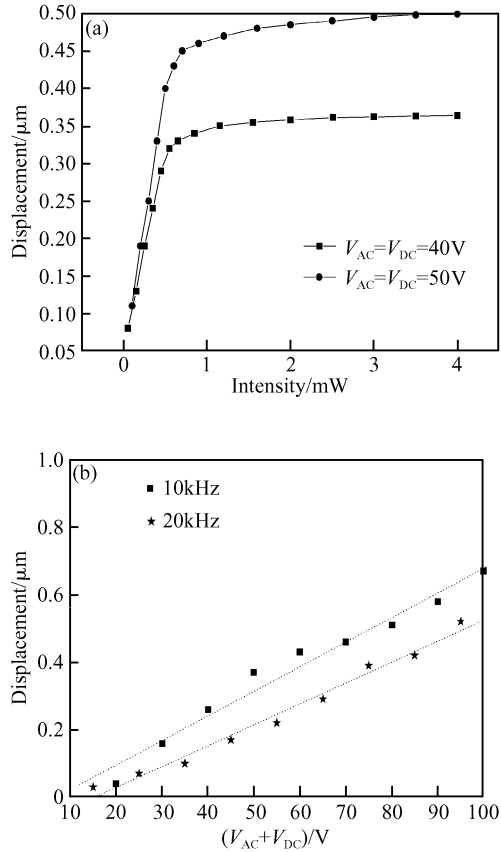 (a)
0.50
0.45
0.40
0.35
0.30
0.25
0.20
0.15
0.10
0.05
Displacement/μm
V_AC=V_DC=40V
V_AC=V_DC=50V
0 1 2 3 4
Intensity/mW
(b)
1.0
0.8
0.6
0.4
0.2
0
Displacement/μm
10kHz
20kHz
10 20 30 40 50 60 70 80 90 100
(V_AC+V_DC)/V